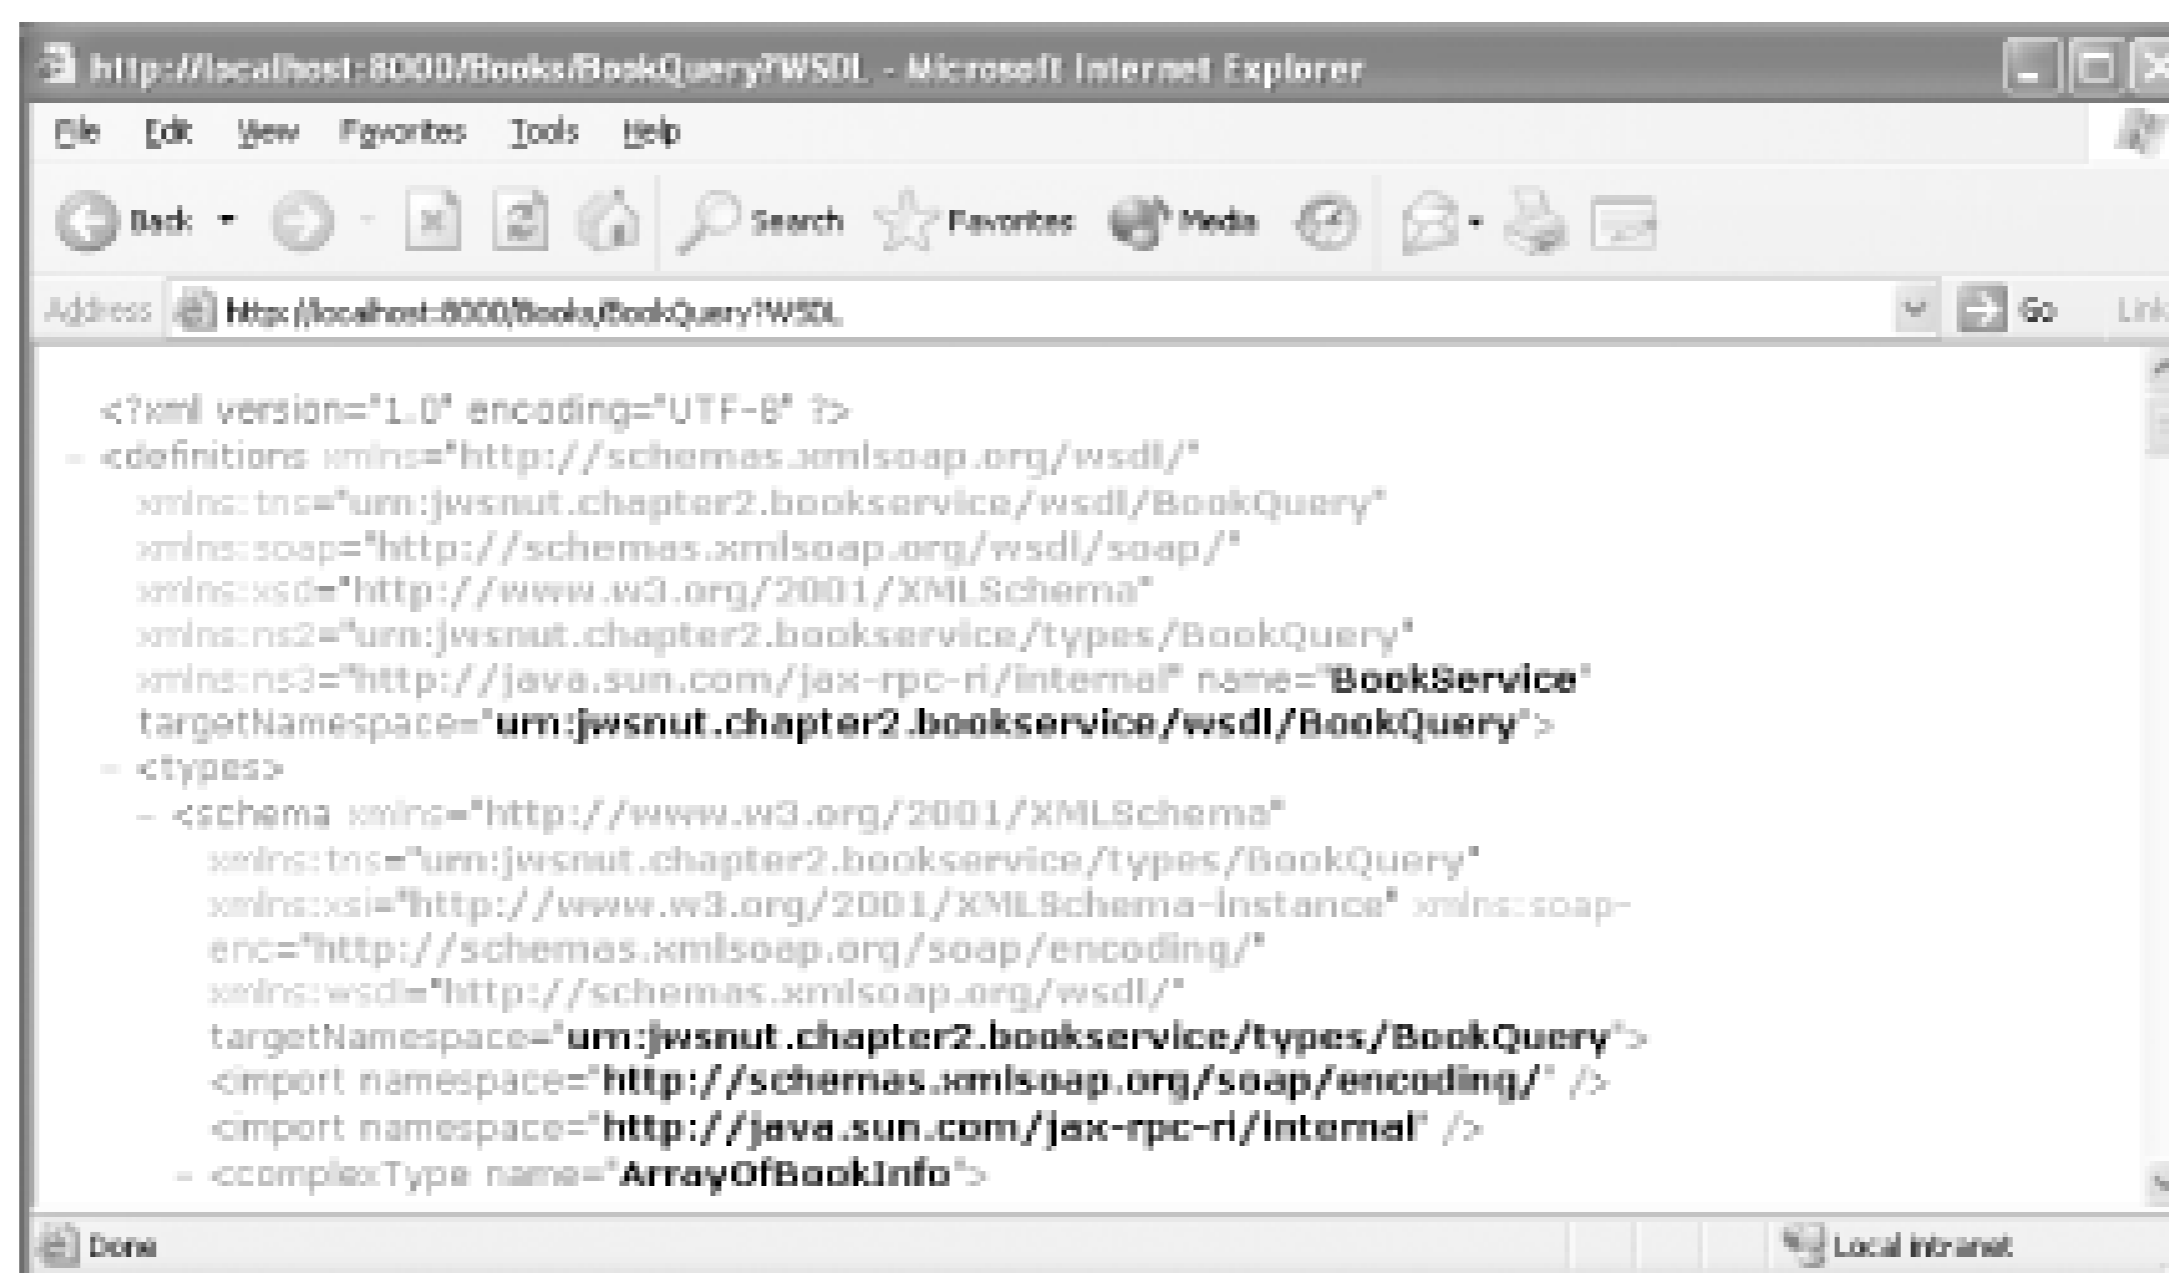 http://localhost:8000/Books/BookQuery?WSDL - Microsoft Internet Explorer
File Edit View Favorites Tools Help
Back Search Favorites Media
Address http://localhost:8000/Books/BookQuery?WSDL Go Link
<?xml version="1.0" encoding="UTF-8" ?>
- <definitions xmlns="http://schemas.xmlsoap.org/wsdl/"
xmlns:tns="urn:jwsnut.chapter2.bookservice/wsdl/BookQuery"
xmlns:soap="http://schemas.xmlsoap.org/wsdl/soap/"
xmlns:xsd="http://www.w3.org/2001/XMLSchema"
xmlns:ns2="urn:jwsnut.chapter2.bookservice/types/BookQuery"
xmlns:ns3="http://java.sun.com/jax-rpc-ri/internal" name="BookService"
targetNamespace="urn:jwsnut.chapter2.bookservice/wsdl/BookQuery">
- <types>
- <schema xmlns="http://www.w3.org/2001/XMLSchema"
xmlns:tns="urn:jwsnut.chapter2.bookservice/types/BookQuery"
xmlns:xsi="http://www.w3.org/2001/XMLSchema-instance" xmlns:soap-
enc="http://schemas.xmlsoap.org/soap/encoding/"
xmlns:wsdl="http://schemas.xmlsoap.org/wsdl/"
targetNamespace="urn:jwsnut.chapter2.bookservice/types/BookQuery">
<import namespace="http://schemas.xmlsoap.org/soap/encoding/" />
<import namespace="http://java.sun.com/jax-rpc-ri/internal" />
- <complexType name="ArrayOfBookInfo">
Done Local intranet